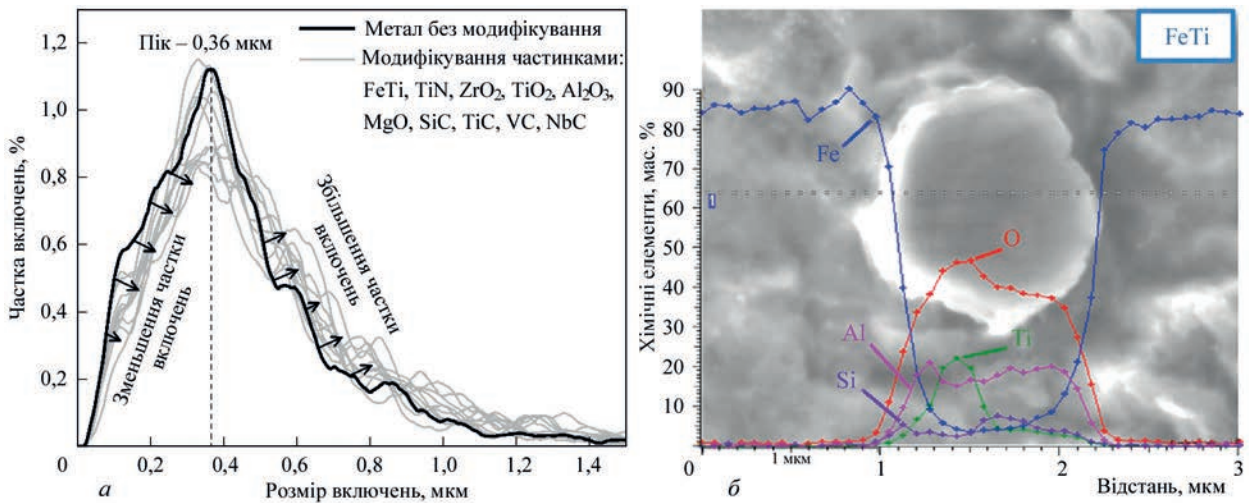 1,2
1,0
0,8
0,6
0,4
0,2
0
0,2
0,4
0,6
0,8
1,0
1,2
1,4
Частка включень, %
Розмір включень, мкм
а
Пік – 0,36 мкм
Метал без модифікування
Модифікування частинками:
FeTi, TiN, ZrO₂, TiO₂, Al₂O₃,
MgO, SiC, TiC, VC, NbC
Зменшення частки
включень
Збільшення частки
включень
FeTi
Хімічні елементи, мас. %
90
80
70
60
50
40
30
20
10
0
1
2
3
1
Fe
O
Al
Ti
Si
1 мкм
Відстань, мкм
б